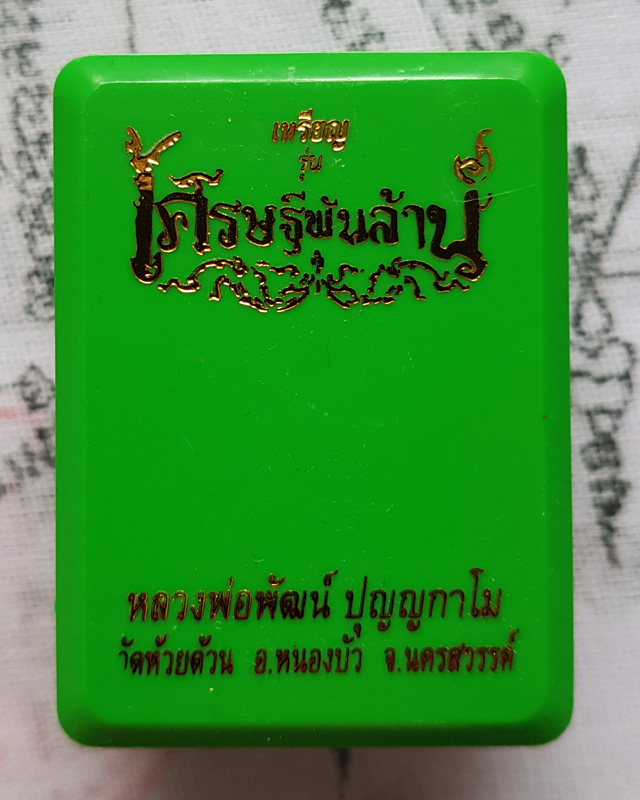 เหรียญ
รุ่น
เศรษฐีพันล้าน
หลวงพ่อพัฒน์ ปุญญกาโม
วัดห้วยด้วน อ.หนองบัว จ.นครสวรรค์